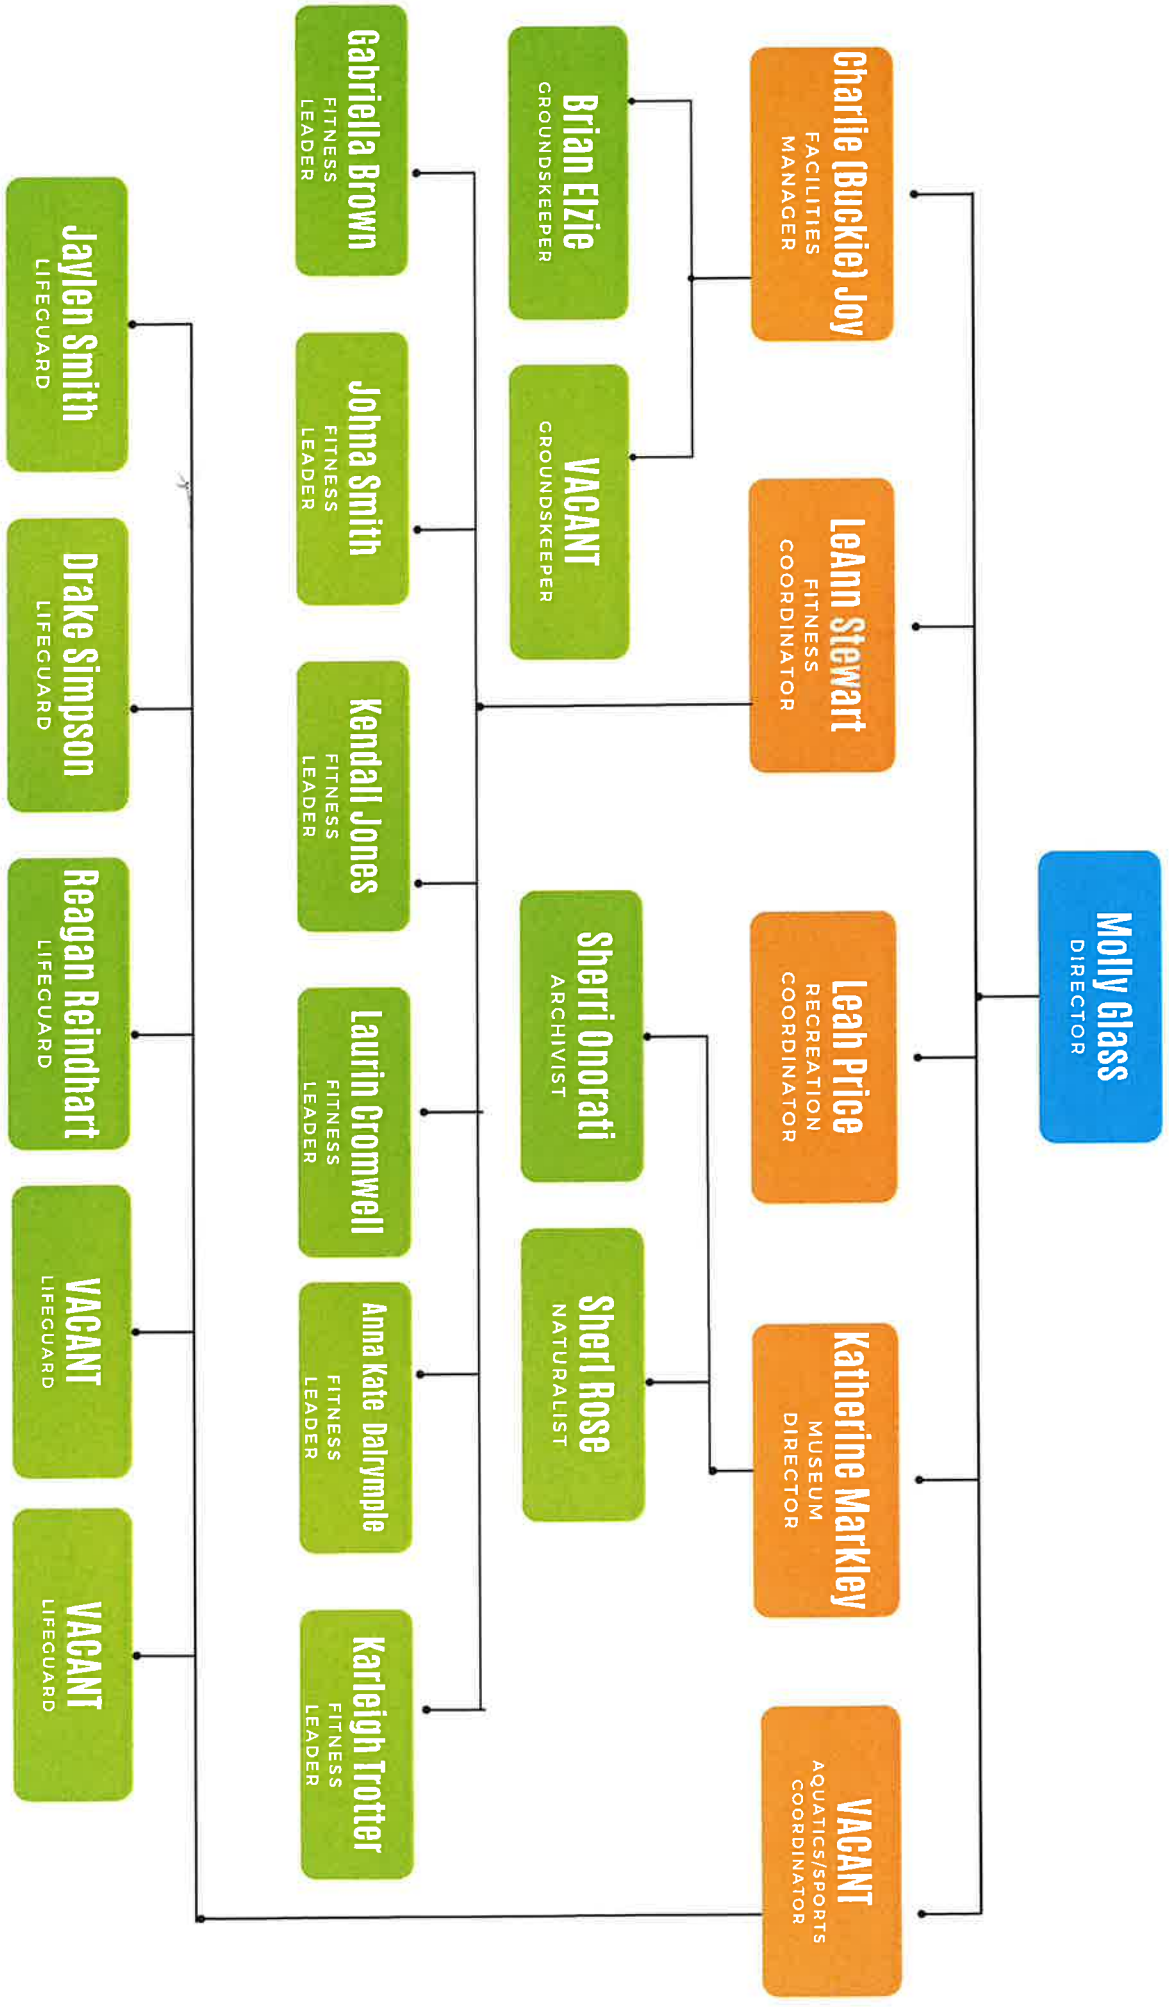 Molly Glass
DIRECTOR
Charlie (Buckie) Joy
FACILITIES
MANAGER
LeAnn Stewart
FITNESS
COORDINATOR
Leah Price
RECREATION
COORDINATOR
Katherine Markley
MUSEUM
DIRECTOR
VACANT
AQUATICS/SPORTS
COORDINATOR
Brian Elzie
GROUNDSKEEPER
VACANT
GROUNDSKEEPER
Sherri Onorati
ARCHIVIST
Sherl Rose
NATURALIST
Gabriella Brown
FITNESS
LEADER
Johna Smith
FITNESS
LEADER
Kendall Jones
FITNESS
LEADER
Laurin Cromwell
FITNESS
LEADER
Anna Kate Dalrymple
FITNESS
LEADER
Karleigh Trotter
FITNESS
LEADER
Jaylen Smith
LIFEGUARD
Drake Simpson
LIFEGUARD
Reagan Reindhart
LIFEGUARD
VACANT
LIFEGUARD
VACANT
LIFEGUARD